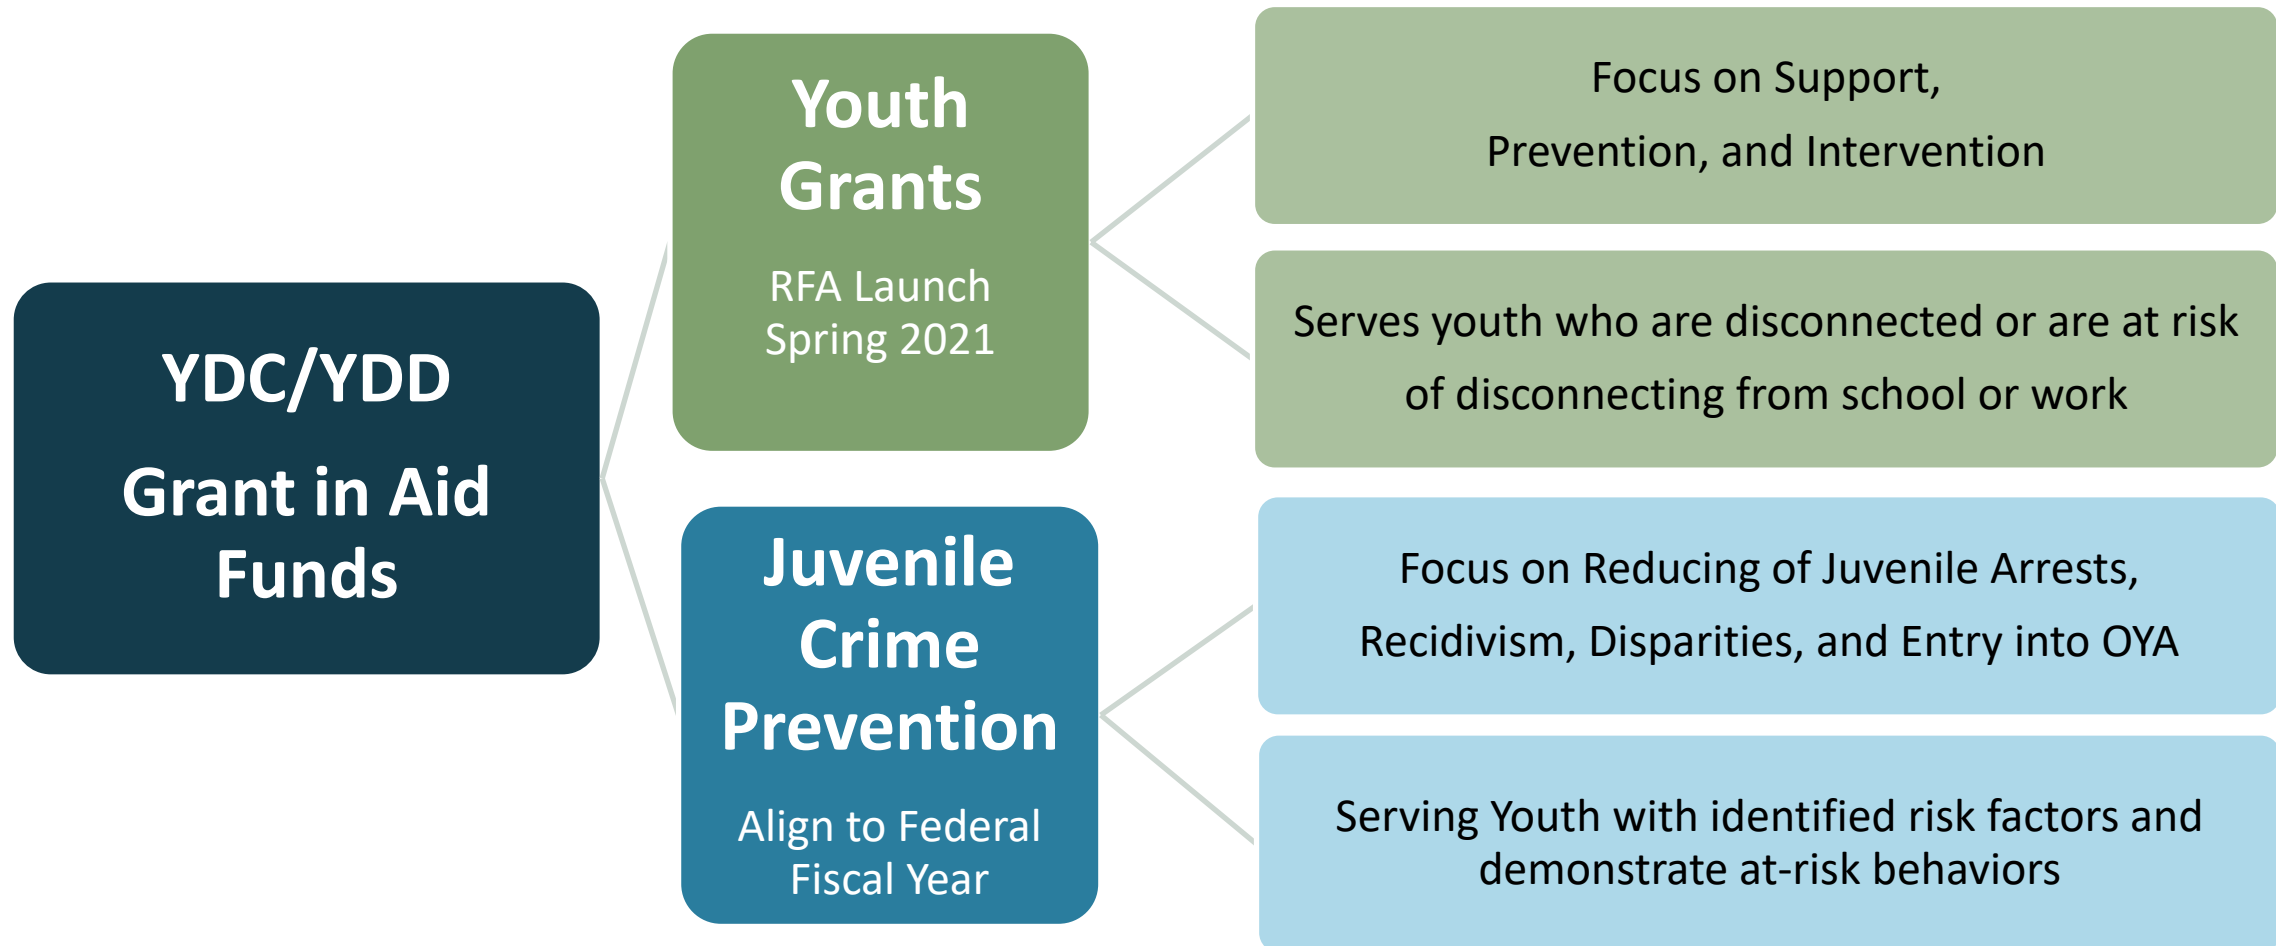 YDC/YDD
Grant in Aid
Funds
Youth
Grants
RFA Launch
Spring 2021
Focus on Support,
Prevention, and Intervention
Serves youth who are disconnected or are at risk
of disconnecting from school or work
Juvenile
Crime
Prevention
Align to Federal
Fiscal Year
Focus on Reducing of Juvenile Arrests,
Recidivism, Disparities, and Entry into OYA
Serving Youth with identified risk factors and
demonstrate at-risk behaviors